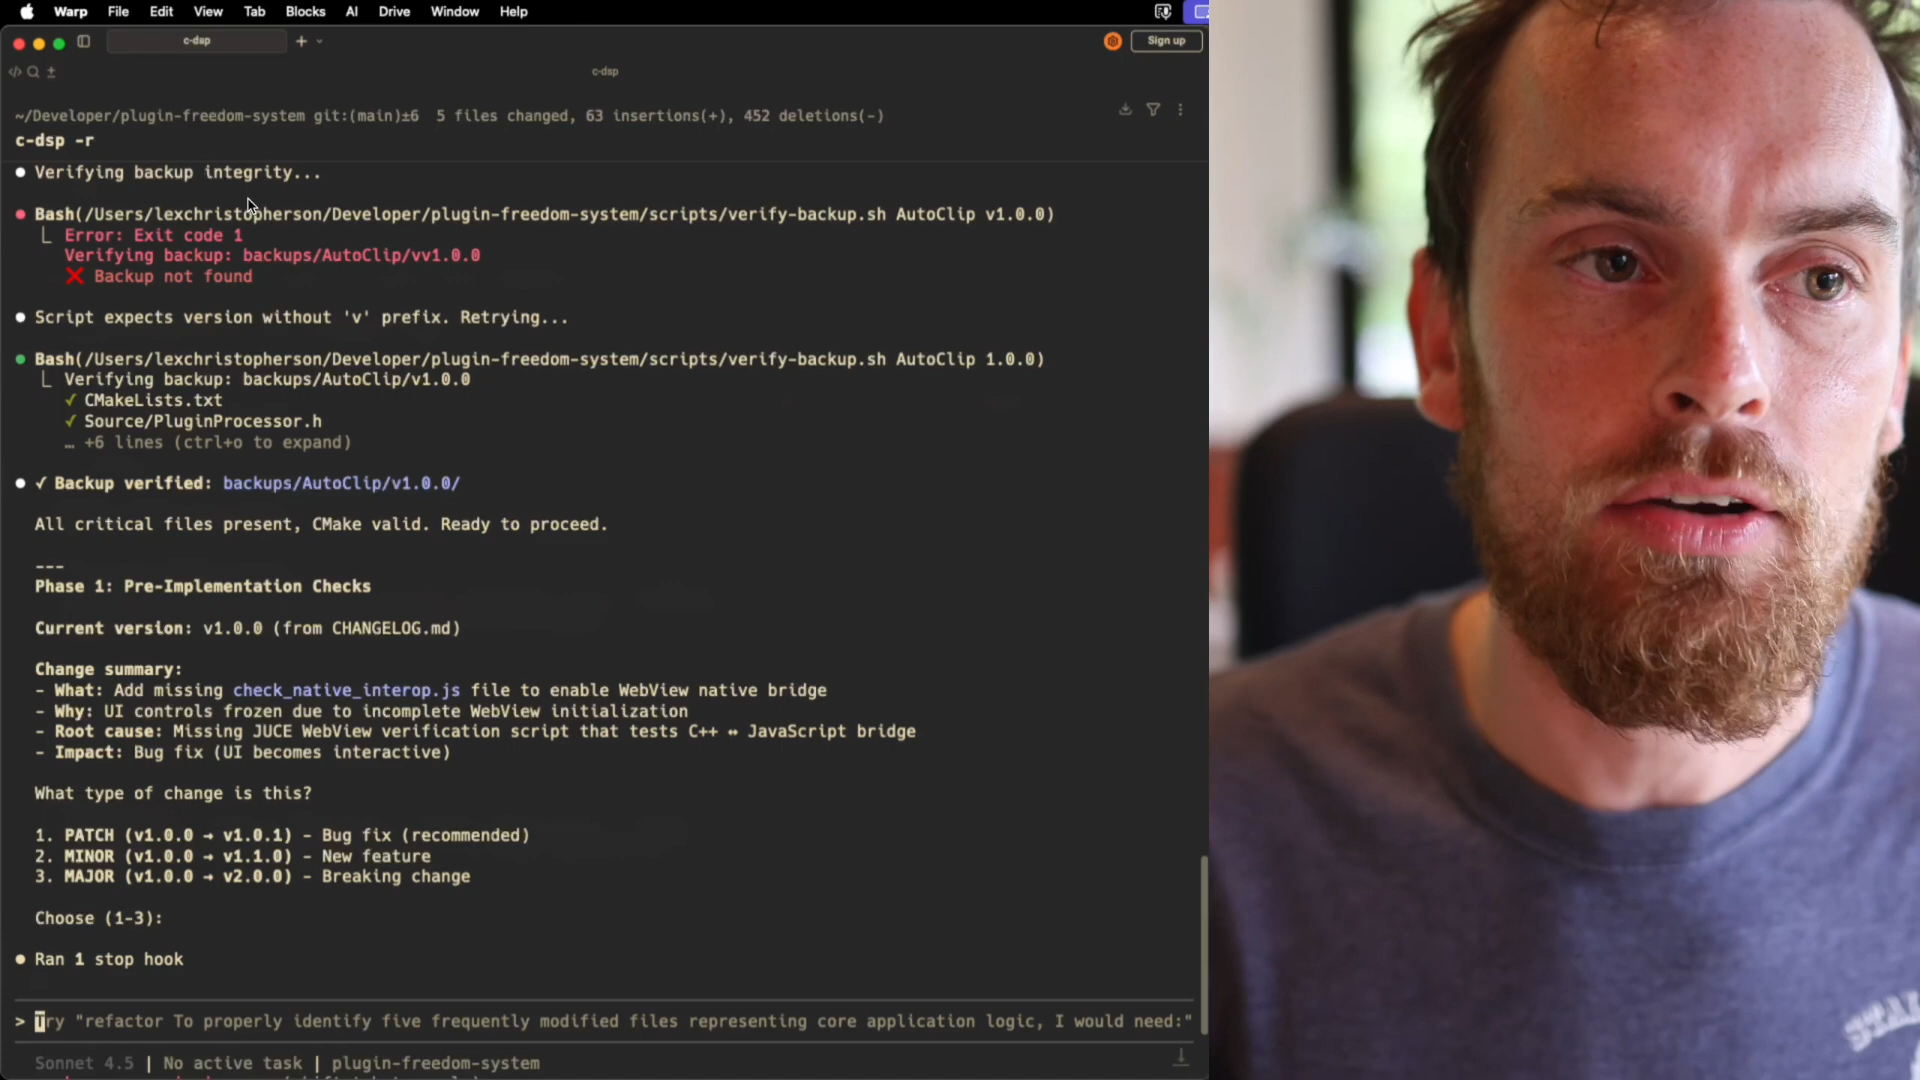 Warp File Edit View Tab Blocks AI Drive Window Help
c-dsp
Sign up
c-dsp
~/Developer/plugin-freedom-system git:(main)±6 5 files changed, 63 insertions(+), 452 deletions(-)
c-dsp -r
Verifying backup integrity...
Bash(/Users/lexchristopherson/Developer/plugin-freedom-system/scripts/verify-backup.sh AutoClip v1.0.0)
Error: Exit code 1
Verifying backup: backups/AutoClip/vv1.0.0
❌ Backup not found
Script expects version without 'v' prefix. Retrying...
Bash(/Users/lexchristopherson/Developer/plugin-freedom-system/scripts/verify-backup.sh AutoClip 1.0.0)
Verifying backup: backups/AutoClip/v1.0.0
✓ CMakeLists.txt
✓ Source/PluginProcessor.h
… +6 lines (ctrl+o to expand)
✓ Backup verified: backups/AutoClip/v1.0.0/
All critical files present, CMake valid. Ready to proceed.
---
Phase 1: Pre-Implementation Checks
Current version: v1.0.0 (from CHANGELOG.md)
Change summary:
- What: Add missing check_native_interop.js file to enable WebView native bridge
- Why: UI controls frozen due to incomplete WebView initialization
- Root cause: Missing JUCE WebView verification script that tests C++ ↔ JavaScript bridge
- Impact: Bug fix (UI becomes interactive)
What type of change is this?
1. PATCH (v1.0.0 → v1.0.1) - Bug fix (recommended)
2. MINOR (v1.0.0 → v1.1.0) - New feature
3. MAJOR (v1.0.0 → v2.0.0) - Breaking change
Choose (1-3):
Ran 1 stop hook
> Try "refactor To properly identify five frequently modified files representing core application logic, I would need:"
Sonnet 4.5 | No active task | plugin-freedom-system